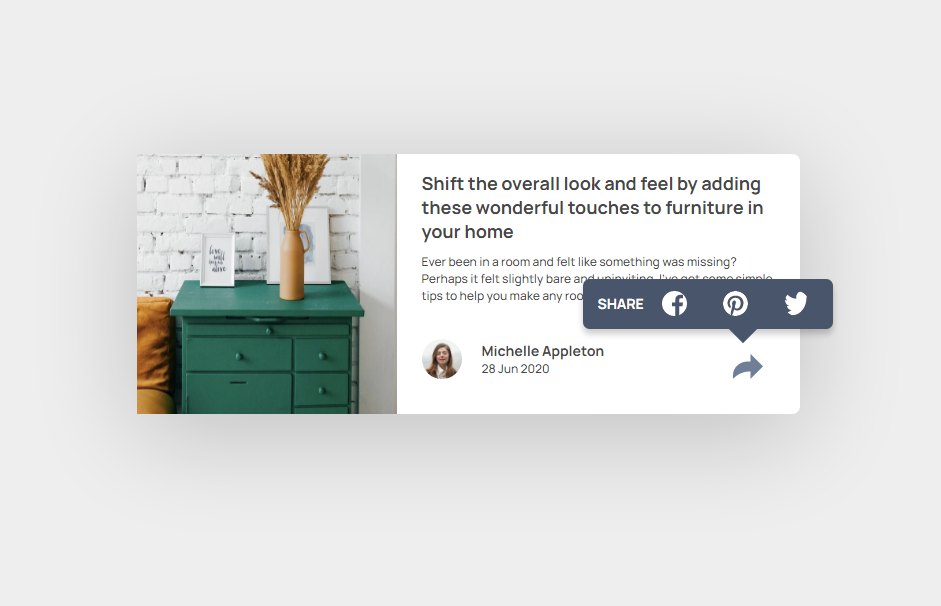 Shift the overall look and feel by adding
these wonderful touches to furniture in
your home
Ever been in a room and felt like something was missing?
Perhaps it felt slightly bare and uninviting. I've got some simple
tips to help you make any
SHARE
Michelle Appleton
28 Jun 2020